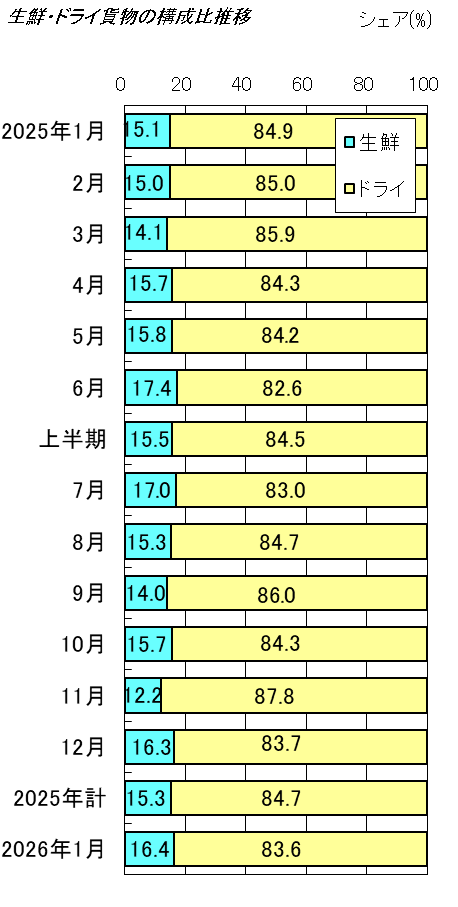 生鮮・ドライ貨物の構成比推移
シェア(%)
0 20 40 60 80 100
2025年1月 15.1 84.9
生鮮
ドライ
2月 15.0 85.0
3月 14.1 85.9
4月 15.7 84.3
5月 15.8 84.2
6月 17.4 82.6
上半期 15.5 84.5
7月 17.0 83.0
8月 15.3 84.7
9月 14.0 86.0
10月 15.7 84.3
11月 12.2 87.8
12月 16.3 83.7
2025年計 15.3 84.7
2026年1月 16.4 83.6